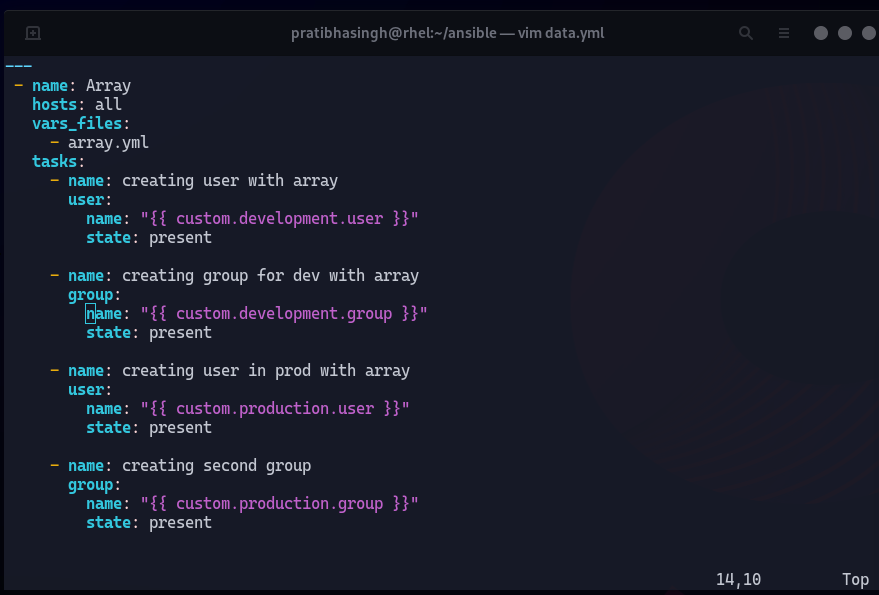 pratibhasingh@rhel:~/ansible — vim data.yml
---
- name: Array
hosts: all
vars_files:
- array.yml
tasks:
- name: creating user with array
user:
name: "{{ custom.development.user }}"
state: present
- name: creating group for dev with array
group:
name: "{{ custom.development.group }}"
state: present
- name: creating user in prod with array
user:
name: "{{ custom.production.user }}"
state: present
- name: creating second group
group:
name: "{{ custom.production.group }}"
state: present
14,10 Top